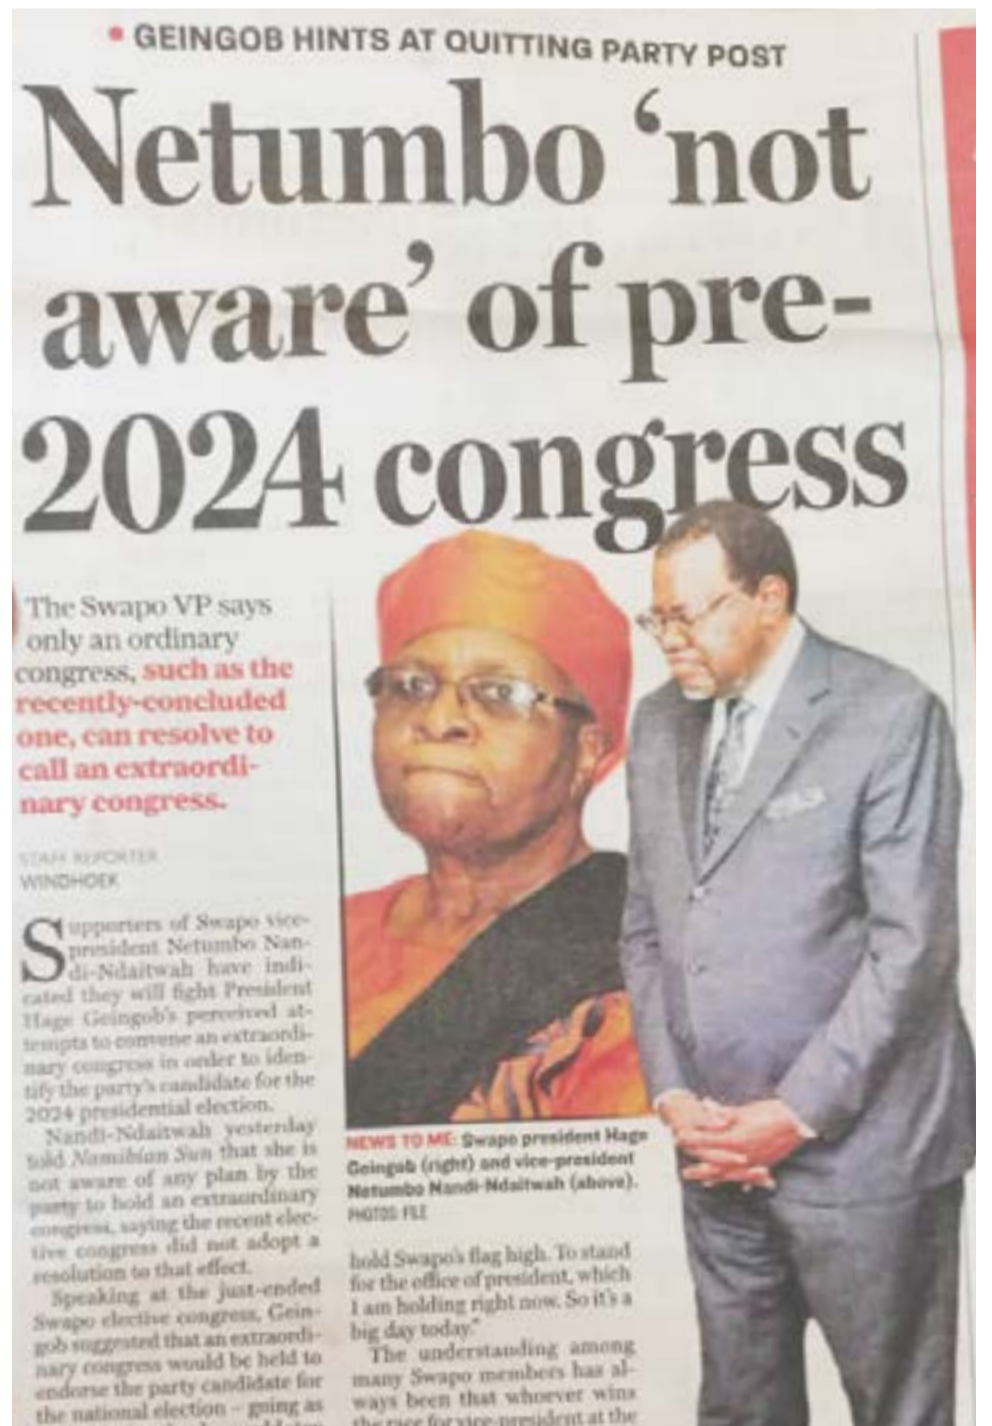 • GEINGOB HINTS AT QUITTING PARTY POST
Netumbo ‘not
aware’ of pre-
2024 congress
The Swapo VP says
only an ordinary
congress, such as the
recently-concluded
one, can resolve to
call an extraordi-
nary congress.
STAFF REPORTER
WINDHOEK
Supporters of Swapo vice-
president Netumbo Nan-
di-Ndaitwah have indi-
cated they will fight President
Hage Geingob's perceived at-
tempts to convene an extraordi-
nary congress in order to iden-
tify the party's candidate for the
2024 presidential election.
Nandi-Ndaitwah yesterday
told Namibian Sun that she is
not aware of any plan by the
party to hold an extraordinary
congress, saying the recent elec-
tive congress did not adopt a
resolution to that effect.
Speaking at the just-ended
Swapo elective congress, Gein-
gob suggested that an extraordi-
nary congress would be held to
endorse the party candidate for
the national election – going as
NEWS TO ME: Swapo president Hage
Geingob (right) and vice-president
Netumbo Nandi-Ndaitwah (above).
PHOTOS: FILE
hold Swapo's flag high. To stand
for the office of president, which
I am holding right now. So it's a
big day today."
The understanding among
many Swapo members has al-
ways been that whoever wins
the race for vice-president at the